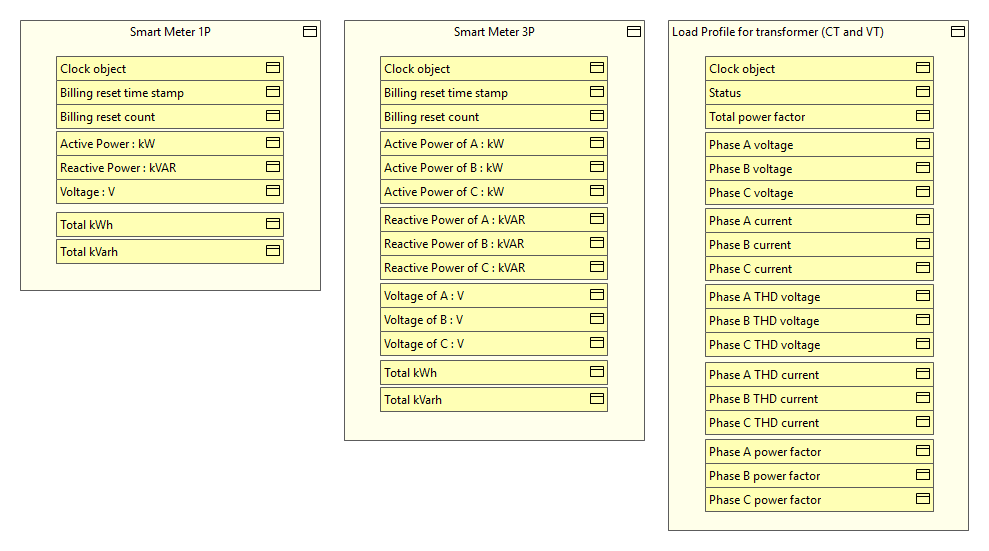 Smart Meter 1P
Clock object
Billing reset time stamp
Billing reset count
Active Power : kW
Reactive Power : kVAR
Voltage : V
Total kWh
Total kVarh
Smart Meter 3P
Clock object
Billing reset time stamp
Billing reset count
Active Power of A : kW
Active Power of B : kW
Active Power of C : kW
Reactive Power of A : kVAR
Reactive Power of B : kVAR
Reactive Power of C : kVAR
Voltage of A : V
Voltage of B : V
Voltage of C : V
Total kWh
Total kVarh
Load Profile for transformer (CT and VT)
Clock object
Status
Total power factor
Phase A voltage
Phase B voltage
Phase C voltage
Phase A current
Phase B current
Phase C current
Phase A THD voltage
Phase B THD voltage
Phase C THD voltage
Phase A THD current
Phase B THD current
Phase C THD current
Phase A power factor
Phase B power factor
Phase C power factor